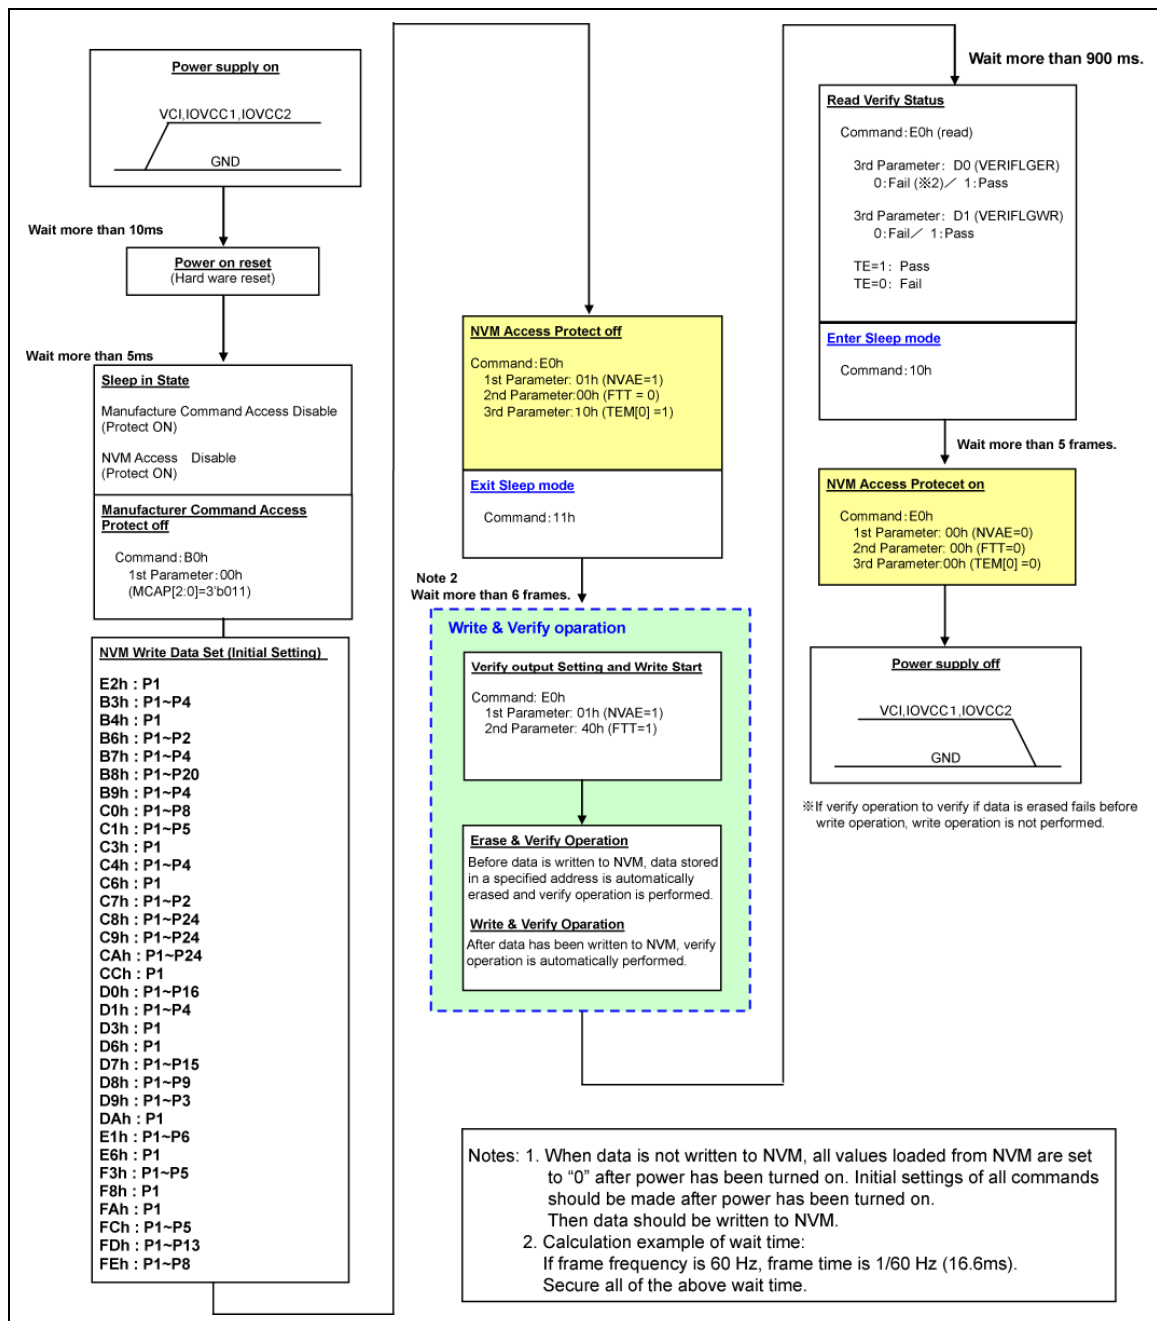 Power supply on
VCI,IOVCC1,IOVCC2
GND
Wait more than 10ms
Power on reset
(Hard ware reset)
Wait more than 5ms
Sleep in State
Manufacture Command Access Disable
(Protect ON)
NVM Access Disable
(Protect ON)
Manufacturer Command Access
Protect off
Command:B0h
1st Parameter:00h
(MCAP[2:0]=3'b011)
NVM Write Data Set (Initial Setting)
E2h : P1
B3h : P1~P4
B4h : P1
B6h : P1~P2
B7h : P1~P4
B8h : P1~P20
B9h : P1~P4
C0h : P1~P8
C1h : P1~P5
C3h : P1
C4h : P1~P4
C6h : P1
C7h : P1~P2
C8h : P1~P24
C9h : P1~P24
CAh : P1~P24
CCh : P1
D0h : P1~P16
D1h : P1~P4
D3h : P1
D6h : P1
D7h : P1~P15
D8h : P1~P9
D9h : P1~P3
DAh : P1
E1h : P1~P6
E6h : P1
F3h : P1~P5
F8h : P1
FAh : P1
FCh : P1~P5
FDh : P1~P13
FEh : P1~P8
NVM Access Protect off
Command:E0h
1st Parameter: 01h (NVAE=1)
2nd Parameter:00h (FTT = 0)
3rd Parameter:10h (TEM[0] =1)
Exit Sleep mode
Command:11h
Note 2
Wait more than 6 frames.
Write & Verify oparation
Verify output Setting and Write Start
Command: E0h
1st Parameter: 01h (NVAE=1)
2nd Parameter: 40h (FTT=1)
Erase & Verify Operation
Before data is written to NVM, data stored
in a specified address is automatically
erased and verify operation is performed.
Write & Verify Oparation
After data has been written to NVM, verify
operation is automatically performed.
Wait more than 900 ms.
Read Verify Status
Command:E0h (read)
3rd Parameter: D0 (VERIFLGER)
0:Fail (※2)／ 1:Pass
3rd Parameter: D1 (VERIFLGWR)
0:Fail／ 1:Pass
TE=1: Pass
TE=0: Fail
Enter Sleep mode
Command:10h
Wait more than 5 frames.
NVM Access Protecet on
Command:E0h
1st Parameter: 00h (NVAE=0)
2nd Parameter: 00h (FTT=0)
3rd Parameter:00h (TEM[0] =0)
Power supply off
VCI,IOVCC1,IOVCC2
GND
※If verify operation to verify if data is erased fails before
write operation, write operation is not performed.
Notes: 1. When data is not written to NVM, all values loaded from NVM are set
to “0” after power has been turned on. Initial settings of all commands
should be made after power has been turned on.
Then data should be written to NVM.
2. Calculation example of wait time:
If frame frequency is 60 Hz, frame time is 1/60 Hz (16.6ms).
Secure all of the above wait time.